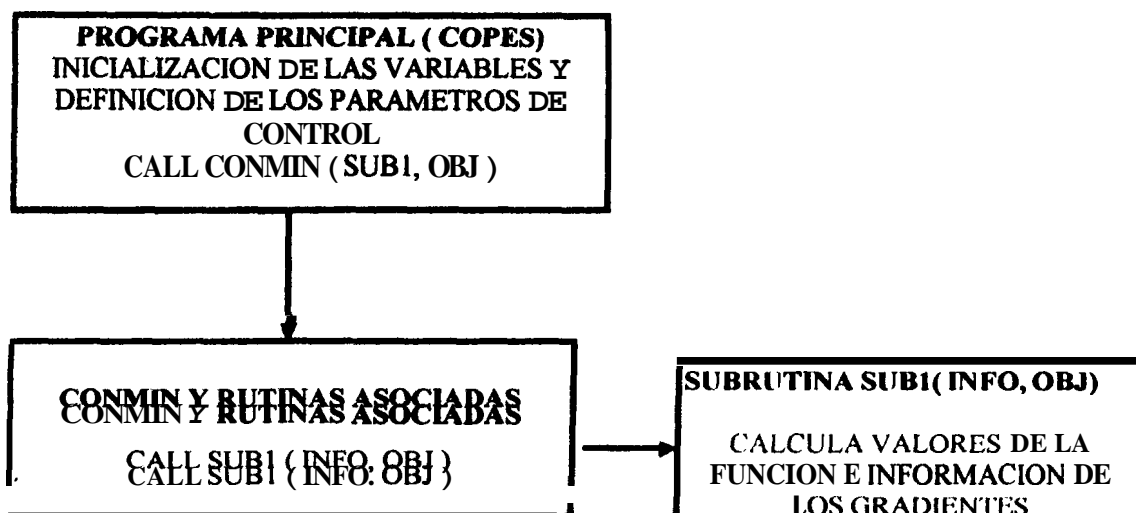 PROGRAMA PRINCIPAL ( COPES)
INICIALIZACION DE LAS VARIABLES Y
DEFINICION DE LOS PARAMETROS DE
CONTROL
CALL CONMIN ( SUB1, OBJ )
CONMIN Y RUTINAS ASOCIADAS
CALL SUB1 ( INFO, OBJ )
SUBRUTINA SUB1( INFO, OBJ)
CALCULA VALORES DE LA
FUNCION E INFORMACION DE
LOS GRADIENTES